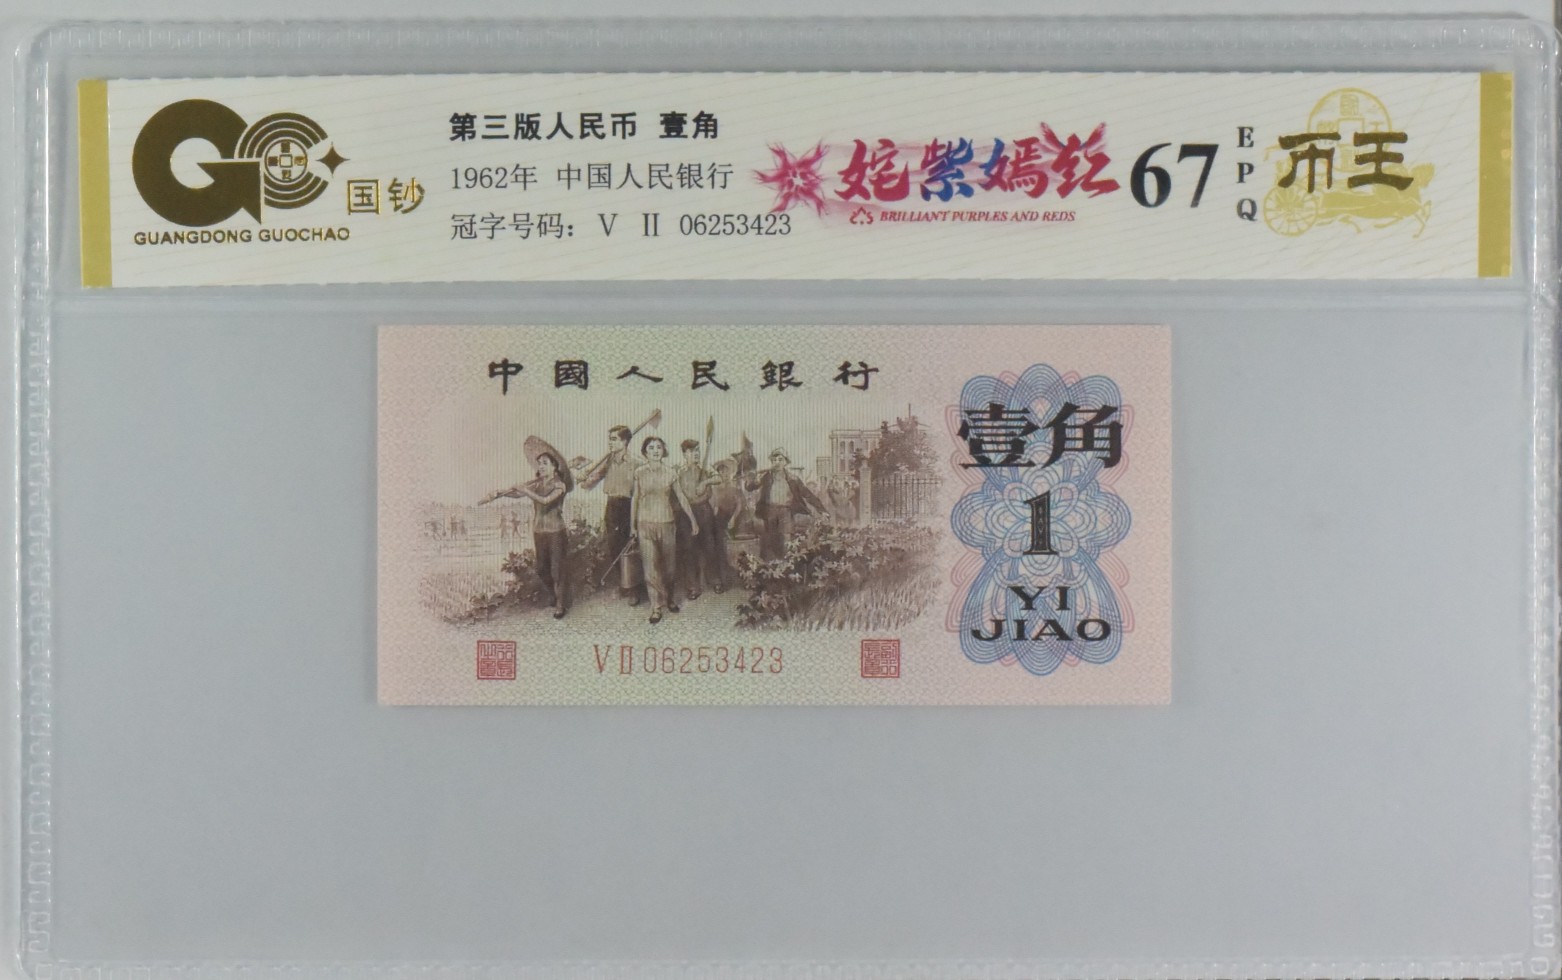 GUANGDONG GUOCHAO
国钞
第三版人民币 壹角
1962年 中国人民银行
冠字号码: V Ⅱ 06253423
姹紫嫣红
BRILLIANT PURPLES AND REDS
67
EPQ
币王
中國人民銀行
壹角
1
YI
JIAO
VⅡ06253423